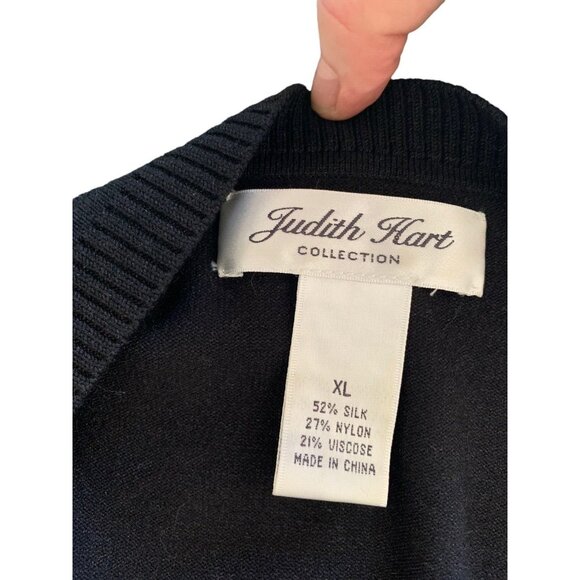 Judith Hart
COLLECTION
XL
52% SILK
27% NYLON
21% VISCOSE
MADE IN CHINA